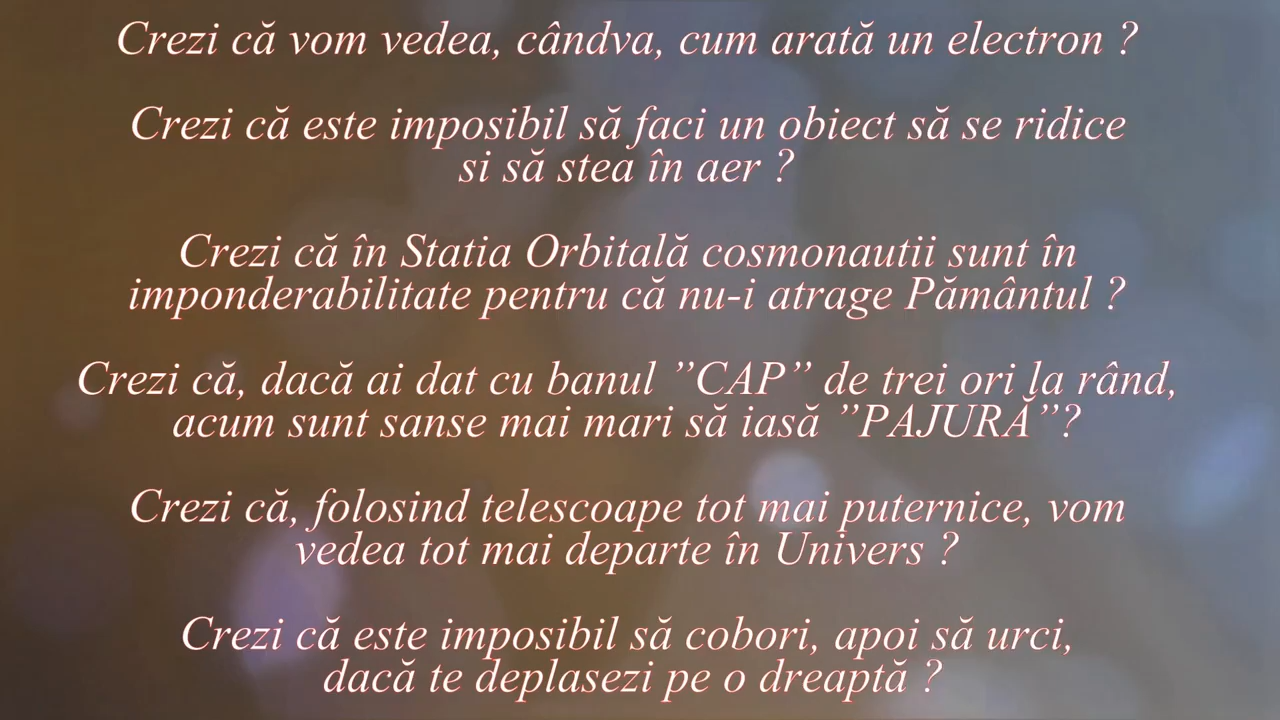 Crezi că vom vedea, cândva, cum arată un electron ?
Crezi că este imposibil să faci un obiect să se ridice
si să stea în aer ?
Crezi că în Statia Orbitală cosmonautii sunt în
imponderabilitate pentru că nu-i atrage Pământul ?
Crezi că, dacă ai dat cu banul ”CAP” de trei ori la rând,
acum sunt sanse mai mari să iasă ”PAJURĂ”?
Crezi că, folosind telescoape tot mai puternice, vom
vedea tot mai departe în Univers ?
Crezi că este imposibil să cobori, apoi să urci,
dacă te deplasezi pe o dreaptă ?